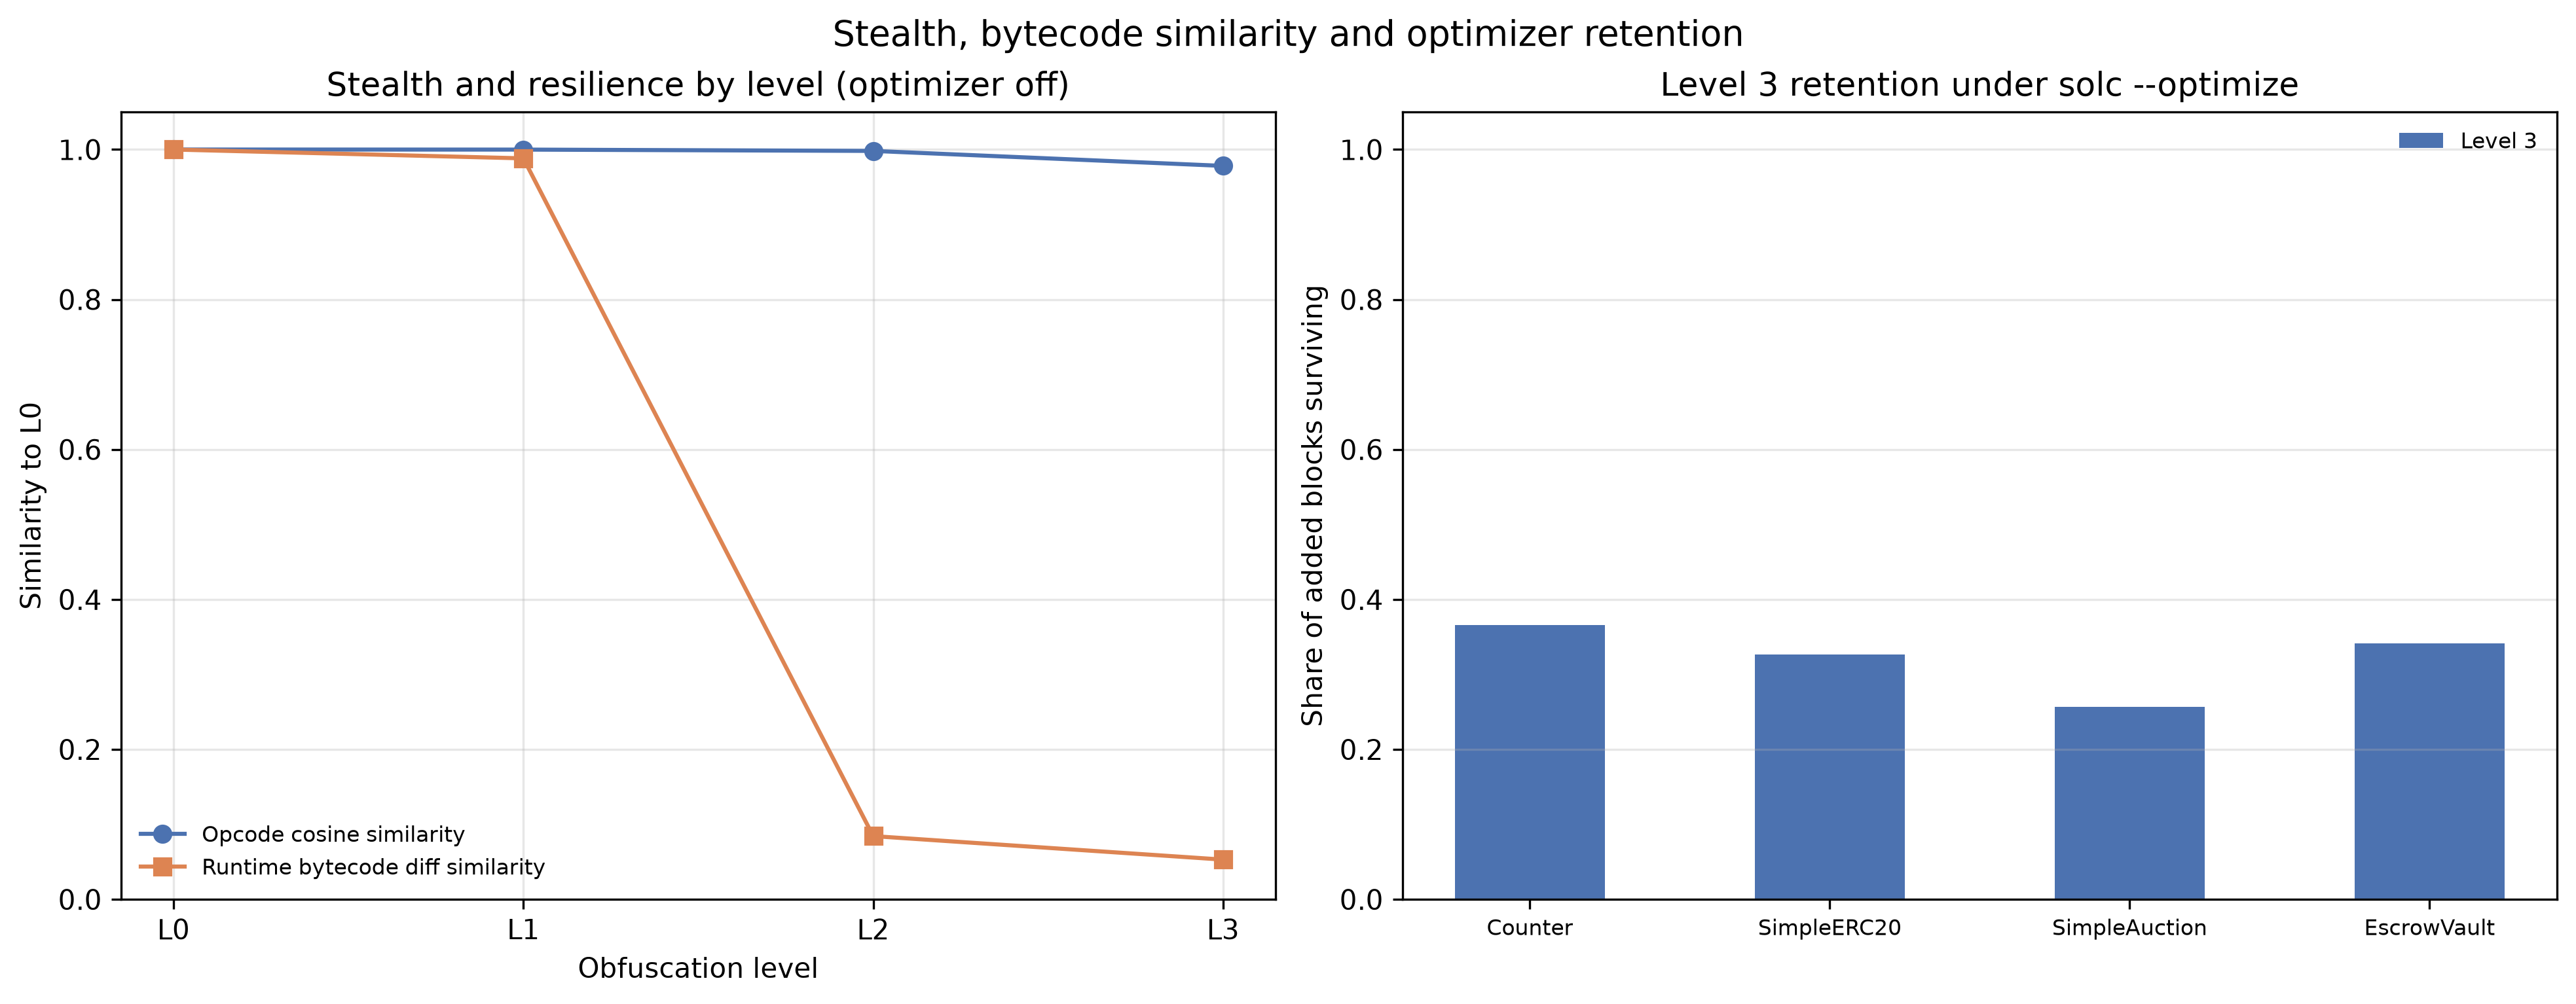 Stealth, bytecode similarity and optimizer retention
Stealth and resilience by level (optimizer off)
Similarity to L0
1.0
0.8
0.6
0.4
0.2
0.0
Opcode cosine similarity
Runtime bytecode diff similarity
L0 L1 L2 L3
Obfuscation level
Level 3 retention under solc --optimize
Share of added blocks surviving
1.0
0.8
0.6
0.4
0.2
0.0
Level 3
Counter SimpleERC20 SimpleAuction EscrowVault